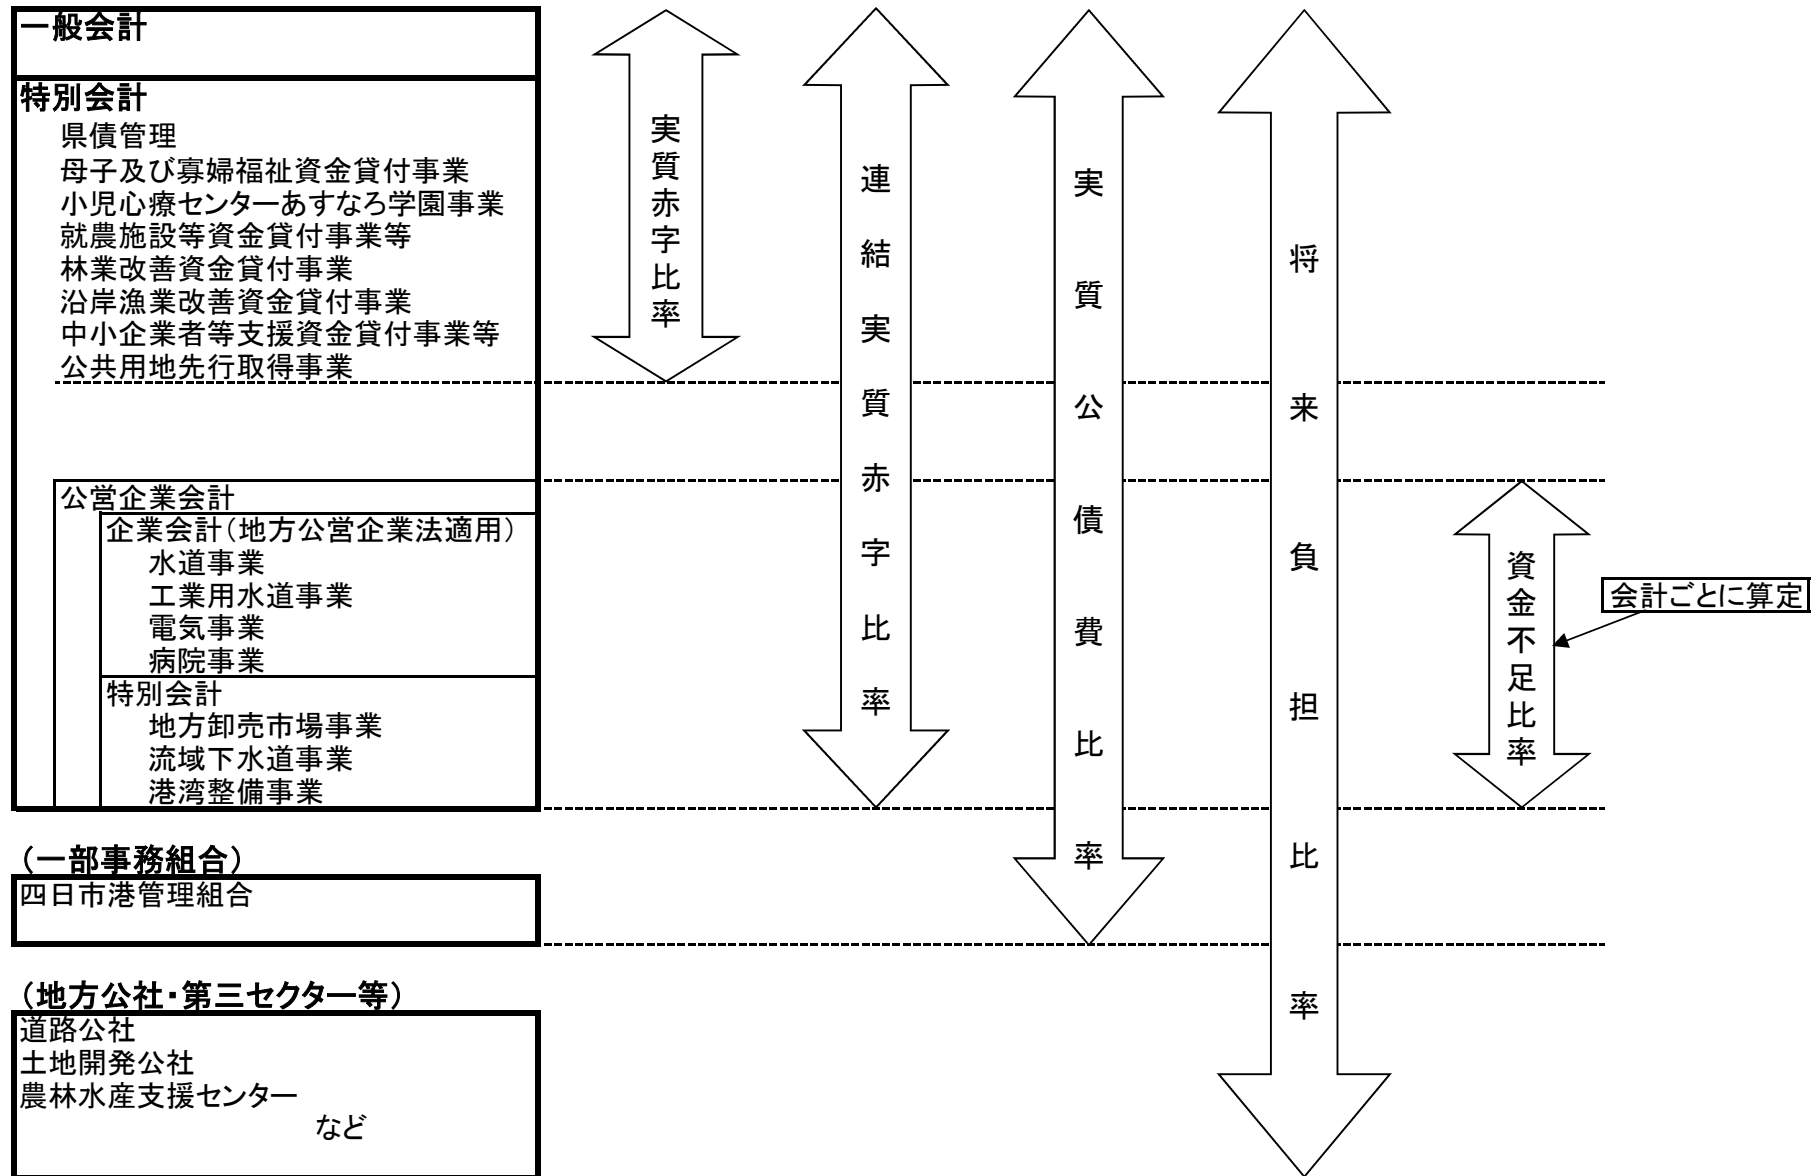 一般会計
特別会計
県債管理
母子及び寡婦福祉資金貸付事業
小児心療センターあすなろ学園事業
就農施設等資金貸付事業等
林業改善資金貸付事業
沿岸漁業改善資金貸付事業
中小企業者等支援資金貸付事業等
公共用地先行取得事業
公営企業会計
企業会計（地方公営企業法適用）
水道事業
工業用水道事業
電気事業
病院事業
特別会計
地方卸売市場事業
流域下水道事業
港湾整備事業
（一部事務組合）
四日市港管理組合
（地方公社・第三セクター等）
道路公社
土地開発公社
農林水産支援センター
など
実質赤字比率
連結実質赤字比率
実質公債費比率
将来負担比率
資金不足比率
会計ごとに算定